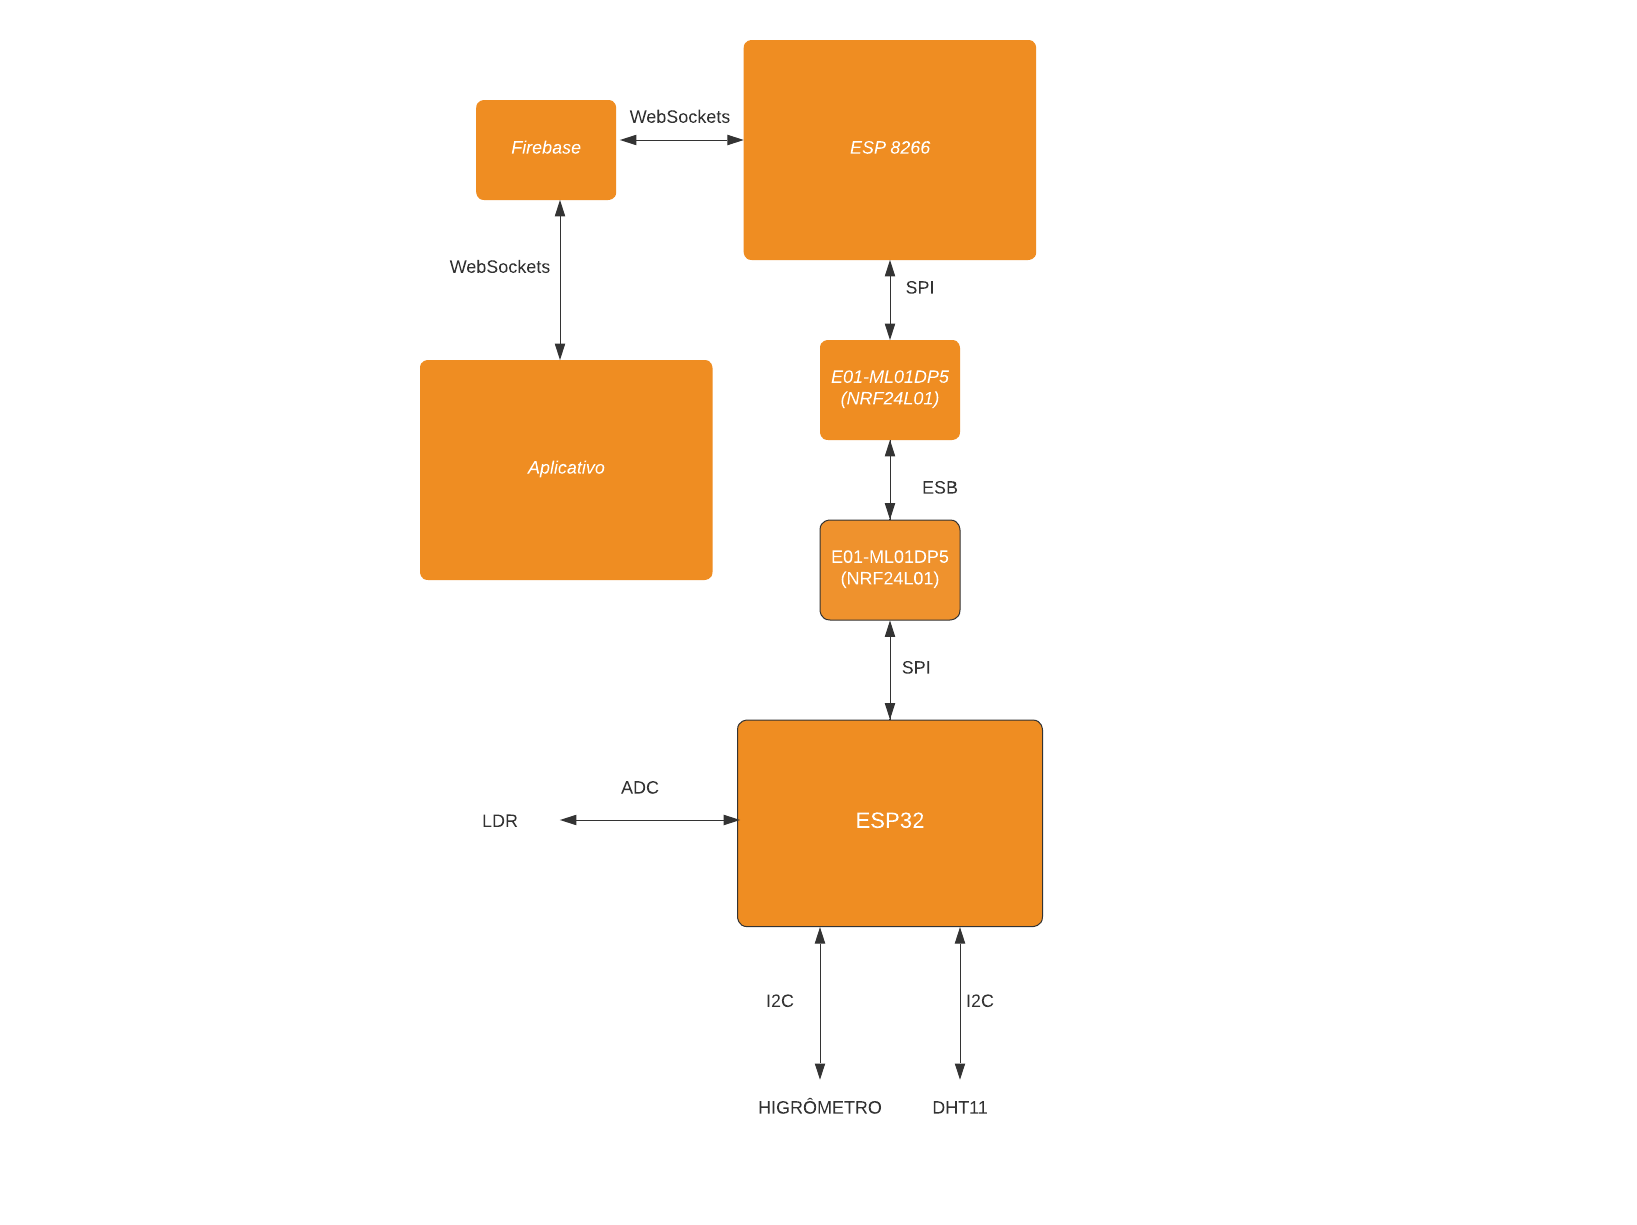 WebSockets
Firebase
ESP 8266
WebSockets
SPI
E01-ML01DP5
(NRF24L01)
Aplicativo
ESB
E01-ML01DP5
(NRF24L01)
SPI
ADC
LDR
ESP32
I2C
I2C
HIGRÔMETRO
DHT11